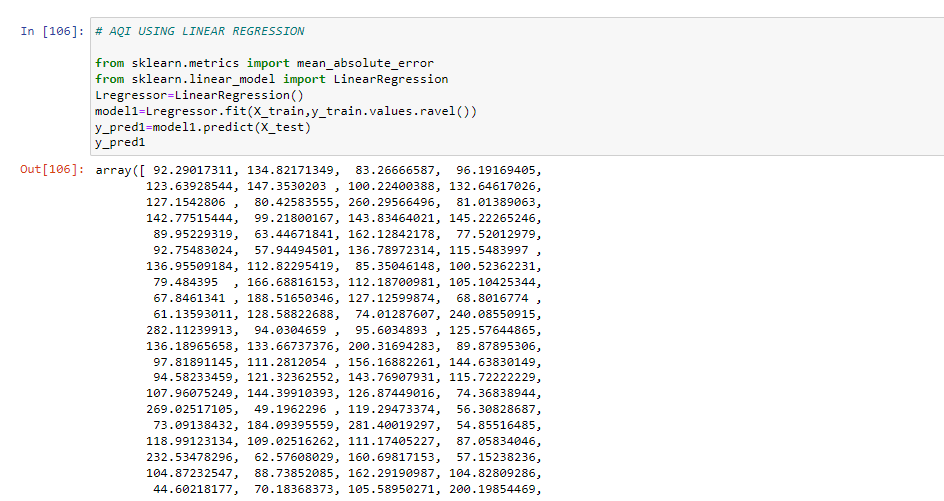 In [106]: # AQI USING LINEAR REGRESSION
from sklearn.metrics import mean_absolute_error
from sklearn.linear_model import LinearRegression
Lregressor=LinearRegression()
model1=Lregressor.fit(X_train,y_train.values.ravel())
y_pred1=model1.predict(X_test)
y_pred1
Out[106]: array([ 92.29017311, 134.82171349,  83.26666587,  96.19169405,
123.63928544, 147.3530203 , 100.22400388, 132.64617026,
127.1542806 ,  80.42583555, 260.29566496,  81.01389063,
142.77515444,  99.21800167, 143.83464021, 145.22265246,
89.95229319,  63.44671841, 162.12842178,  77.52012979,
92.75483024,  57.94494501, 136.78972314, 115.5483997 ,
136.95509184, 112.82295419,  85.35046148, 100.52362231,
79.484395  , 166.68816153, 112.18700981, 105.10425344,
67.8461341 , 188.51650346, 127.12599874,  68.8016774 ,
61.13593011, 128.58822688,  74.01287607, 240.08550915,
282.11239913,  94.0304659 ,  95.6034893 , 125.57644865,
136.18965658, 133.66737376, 200.31694283,  89.87895306,
97.81891145, 111.2812054 , 156.16882261, 144.63830149,
94.58233459, 121.32362552, 143.76907931, 115.72222229,
107.96075249, 144.39910393, 126.87449016,  74.36838944,
269.02517105,  49.1962296 , 119.29473374,  56.30828687,
73.09138432, 184.09395559, 281.40019297,  54.85516485,
118.99123134, 109.02516262, 111.17405227,  87.05834046,
232.53478296,  62.57608029, 160.69817153,  57.15238236,
104.87232547,  88.73852085, 162.29190987, 104.82809286,
44.60218177,  70.18368373, 105.58950271, 200.19854469,